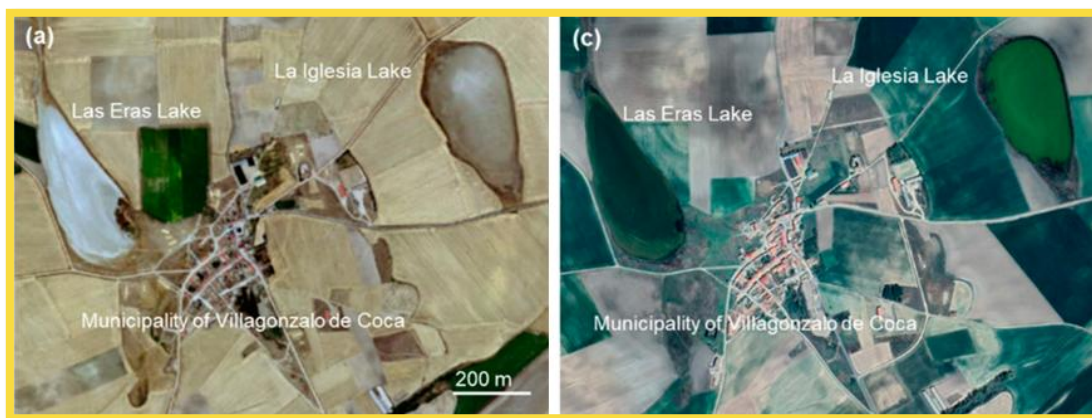 (a)
La Iglesia Lake
Las Eras Lake
Municipality of Villagonzalo de Coca
200 m
(c)
La Iglesia Lake
Las Eras Lake
Municipality of Villagonzalo de Coca